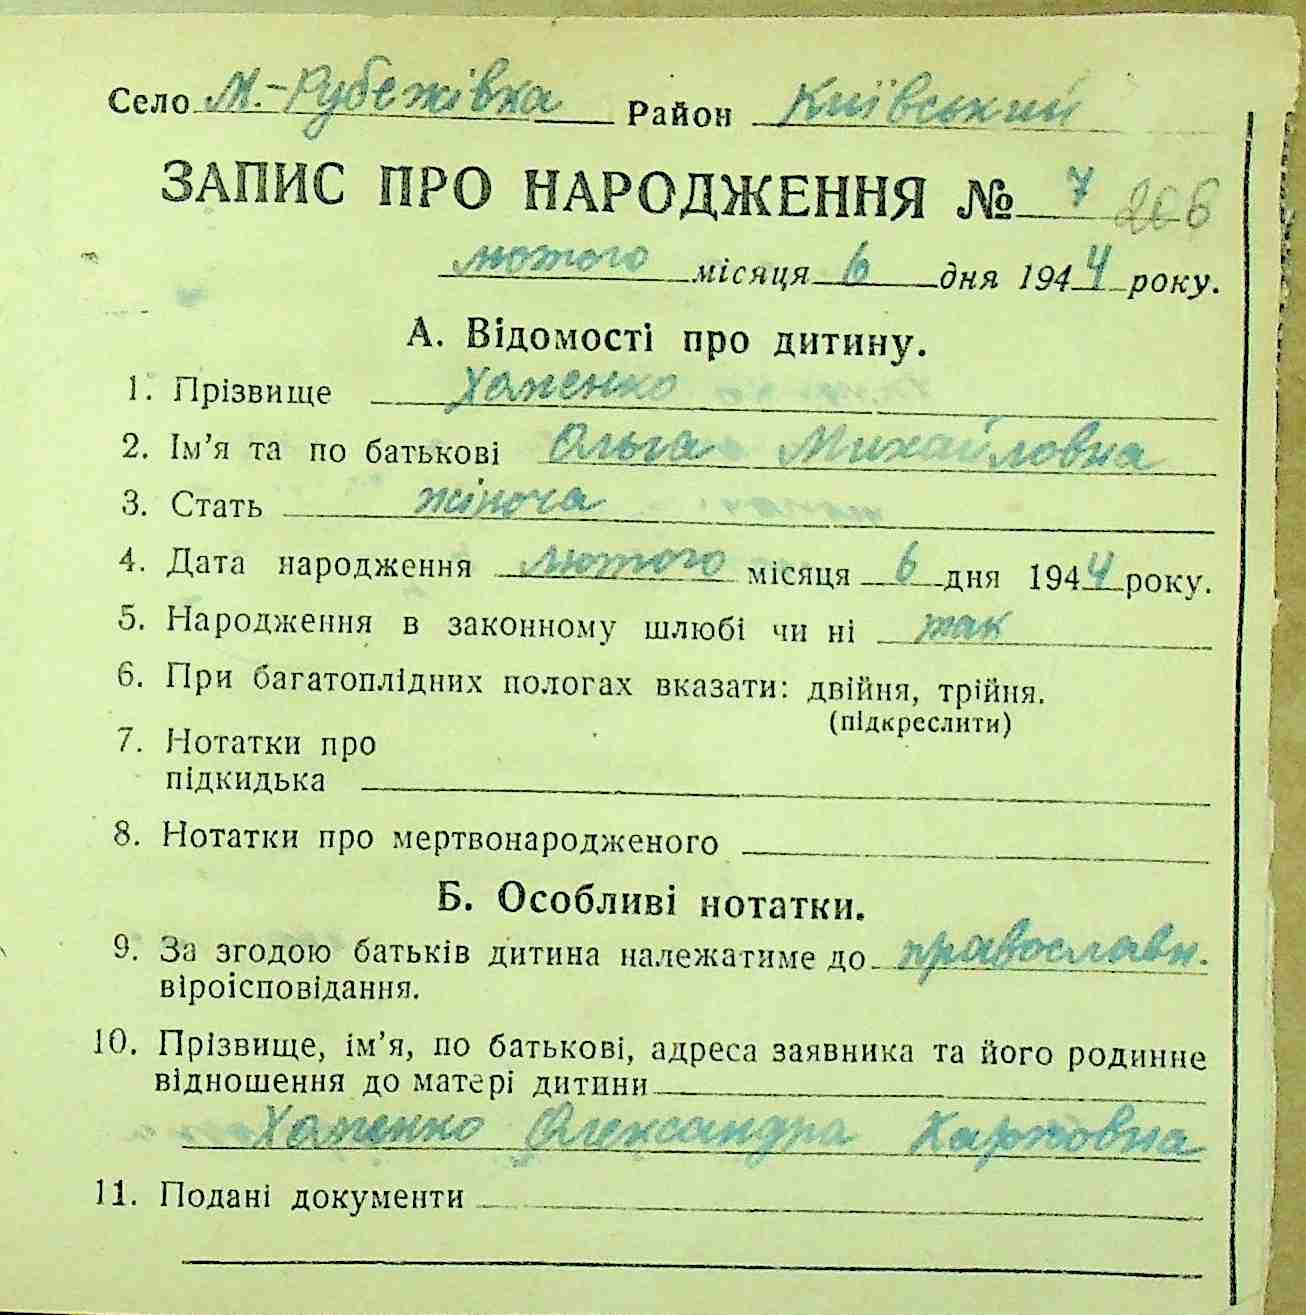 Село М.-Рубежівка Район Київський
ЗАПИС ПРО НАРОДЖЕННЯ № 7 206
лютого місяця 6 дня 1944 року.
А. Відомості про дитину.
1. Прізвище Хоменко
2. Ім’я та по батькові Ольга Михайловна
3. Стать жіноча
4. Дата народження лютого місяця 6 дня 1944 року.
5. Народження в законному шлюбі чи ні так
6. При багатоплідних пологах вказати: двійня, трійня.
(підкреслити)
7. Нотатки про
підкидька
8. Нотатки про мертвонародженого
Б. Особливі нотатки.
9. За згодою батьків дитина належатиме до православн.
віроісповідання.
10. Прізвище, ім’я, по батькові, адреса заявника та його родинне
відношення до матері дитини
Хоменко Олександра Карповна
11. Подані документи